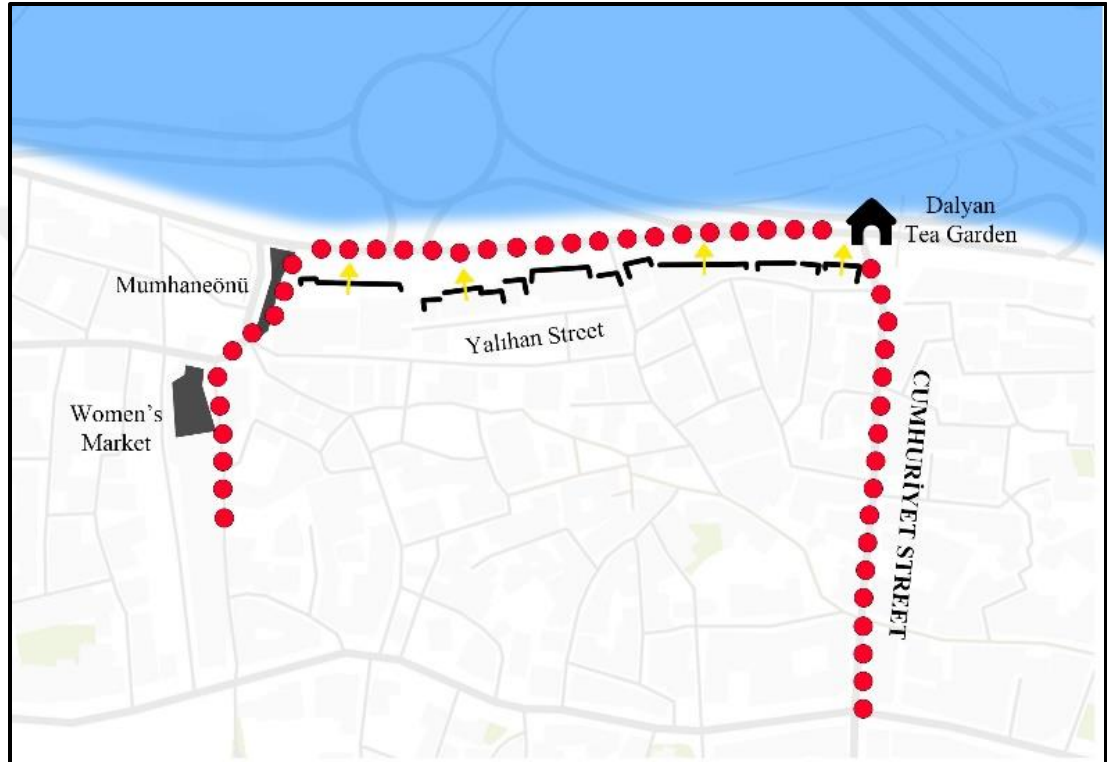 Dalyan
Tea Garden
Mumhaneönü
Yalıhan Street
Women's
Market
CUMHURİYET STREET